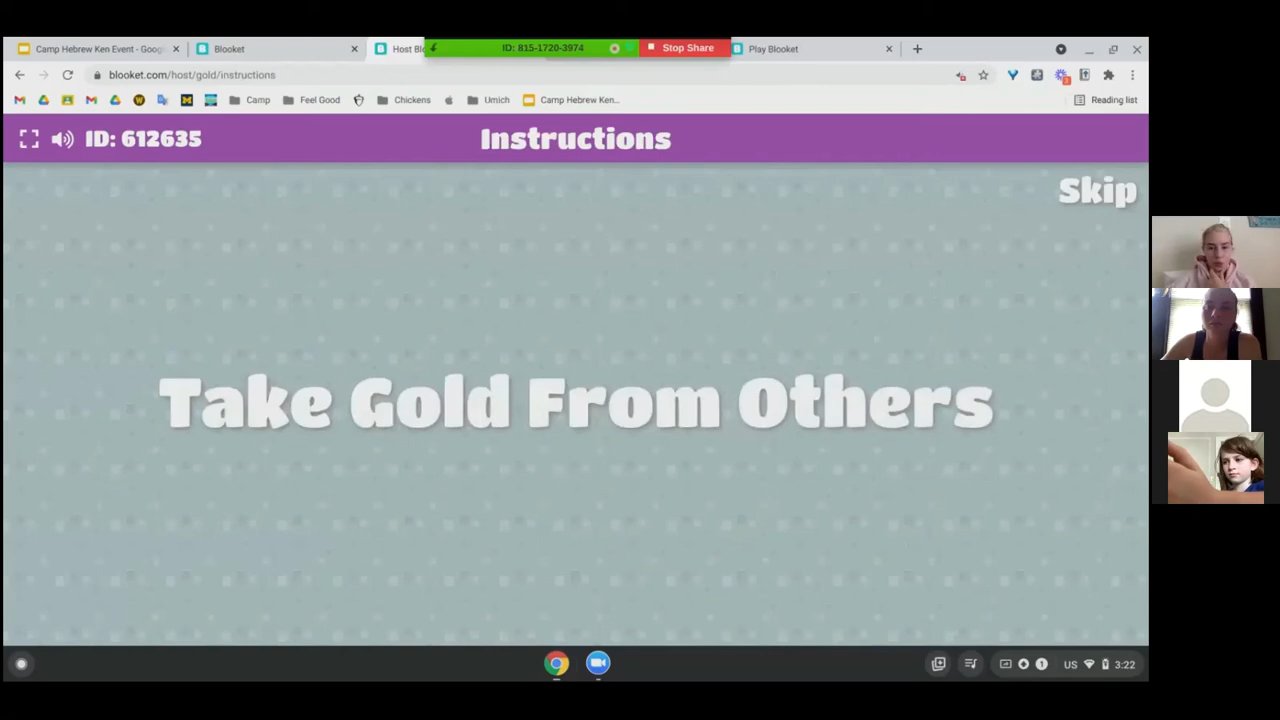 Camp Hebrew Ken Event - Goog
Blooket
Host Blo
ID: 815-1720-3974
Stop Share
Play Blooket
blooket.com/host/gold/instructions
Camp
Feel Good
Chickens
Umich
Camp Hebrew Ken...
Reading list
ID: 612635
Instructions
Skip
Take Gold From Others
US
3:22